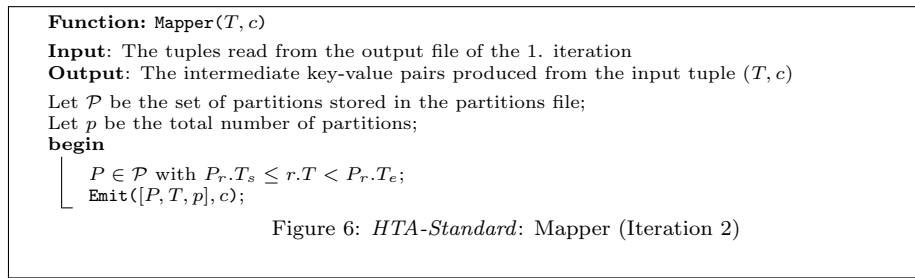 Function: Mapper(T, c)
Input: The tuples read from the output file of the 1. iteration
Output: The intermediate key-value pairs produced from the input tuple (T, c)
Let 𝒫 be the set of partitions stored in the partitions file;
Let p be the total number of partitions;
begin
P ∈ 𝒫 with P_r.T_s ≤ r.T < P_r.T_e;
Emit([P, T, p], c);
Figure 6: HTA-Standard: Mapper (Iteration 2)